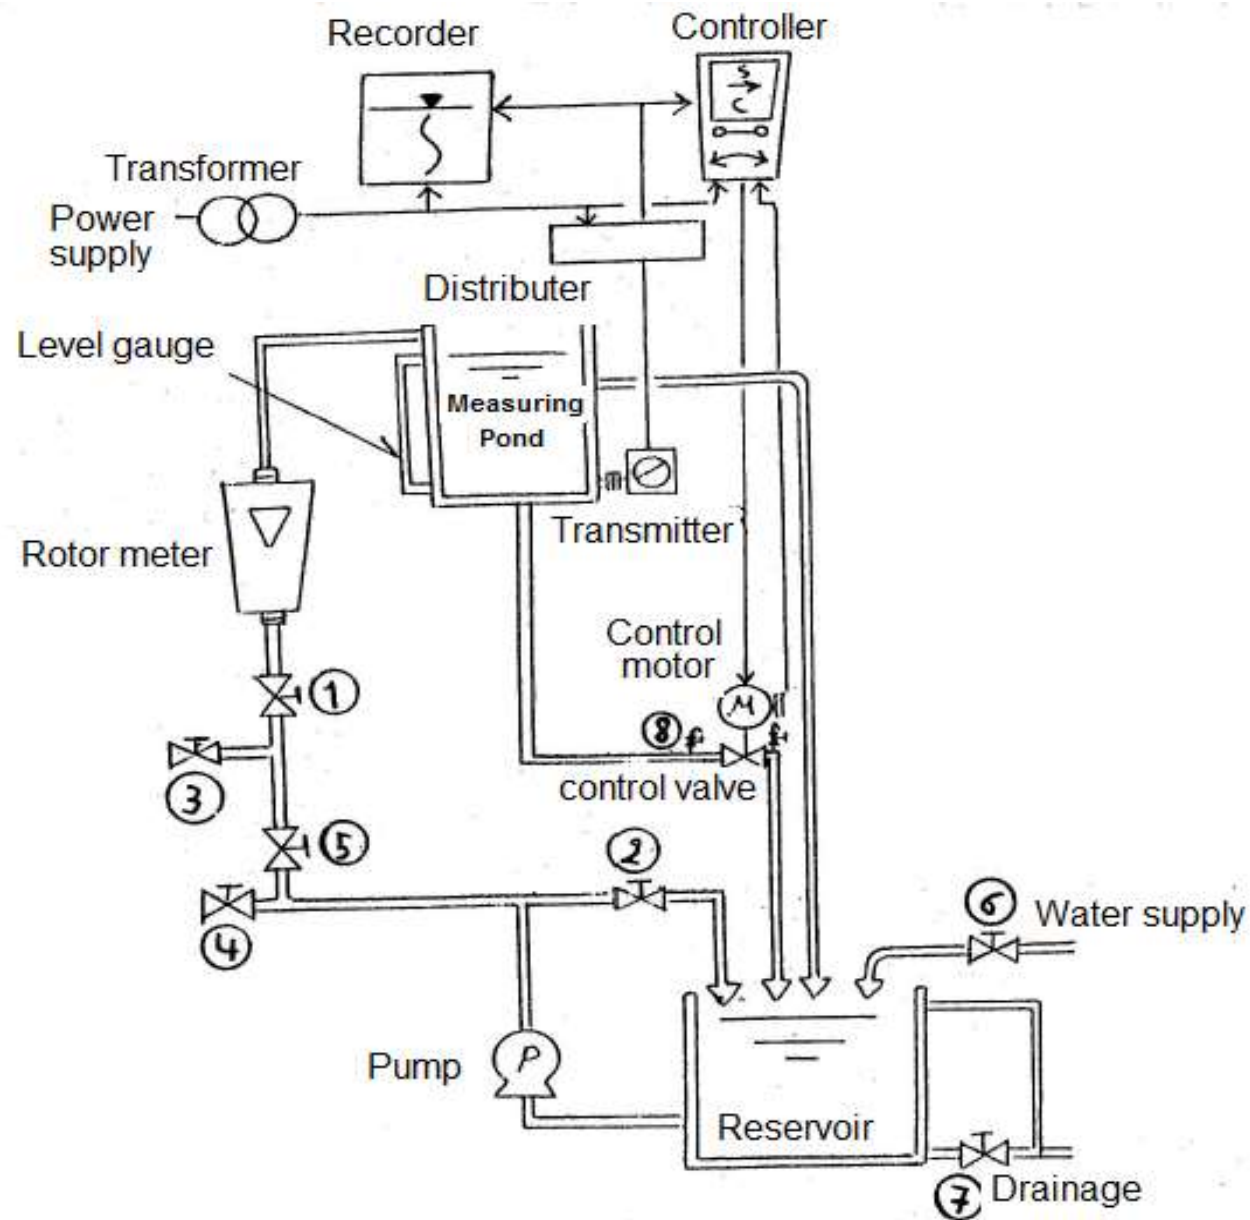 Recorder
Controller
S
C
Transformer
Power
supply
Distributer
Level gauge
Measuring
Pond
Transmitter
Rotor meter
Control
motor
M
1
8
3
control valve
5
2
4
6
Water supply
Pump
P
Reservoir
7
Drainage